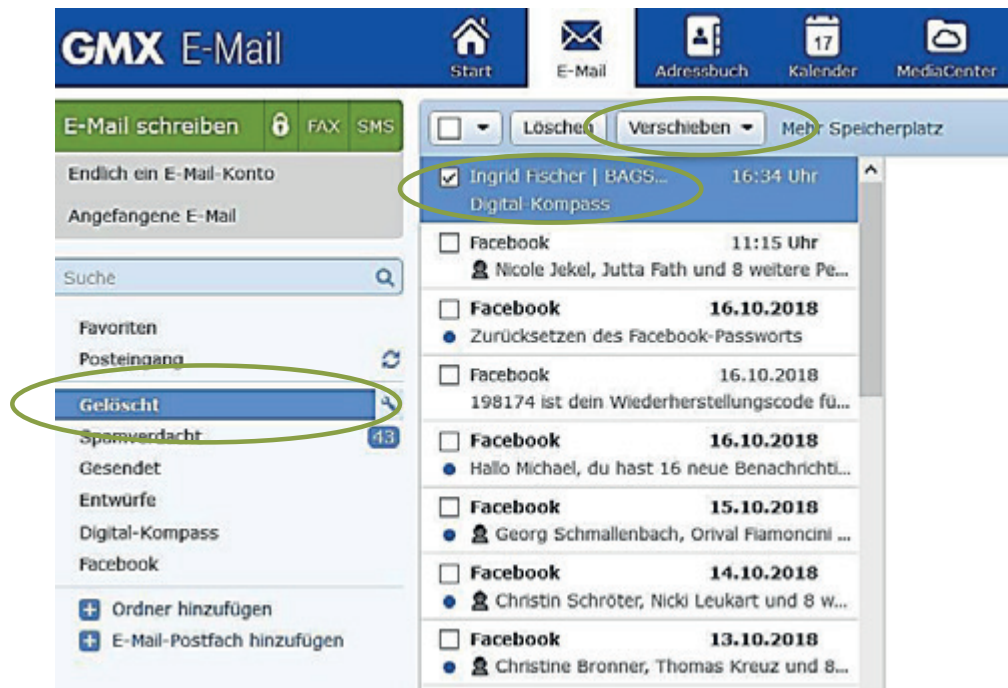 GMX E-Mail
Start
E-Mail
Adressbuch
17
Kalender
MediaCenter
E-Mail schreiben FAX SMS
Endlich ein E-Mail-Konto
Angefangene E-Mail
Suche
Favoriten
Posteingang
Gelöscht
Spamverdacht 43
Gesendet
Entwürfe
Digital-Kompass
Facebook
Ordner hinzufügen
E-Mail-Postfach hinzufügen
Löschen Verschieben Mehr Speicherplatz
Ingrid Fischer | BAGS... 16:34 Uhr
Digital-Kompass
Facebook 11:15 Uhr
Nicole Jekel, Jutta Fath und 8 weitere Pe...
Facebook 16.10.2018
Zurücksetzen des Facebook-Passworts
Facebook 16.10.2018
198174 ist dein Wiederherstellungscode fü...
Facebook 16.10.2018
Hallo Michael, du hast 16 neue Benachrichti...
Facebook 15.10.2018
Georg Schmallenbach, Orival Fiamoncini ...
Facebook 14.10.2018
Christin Schröter, Nicki Leukart und 8 w...
Facebook 13.10.2018
Christine Bronner, Thomas Kreuz und 8...